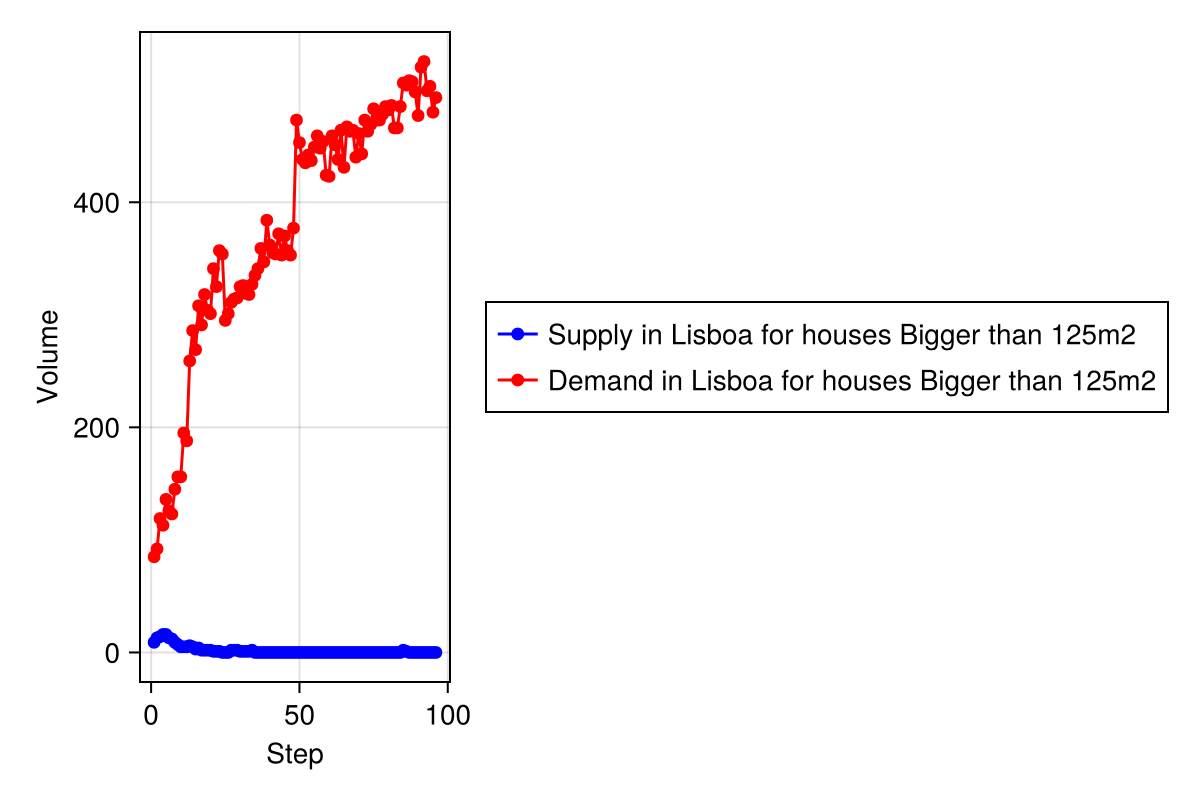 400
200
0
Volume
0 50 100
Step
Supply in Lisboa for houses Bigger than 125m2
Demand in Lisboa for houses Bigger than 125m2